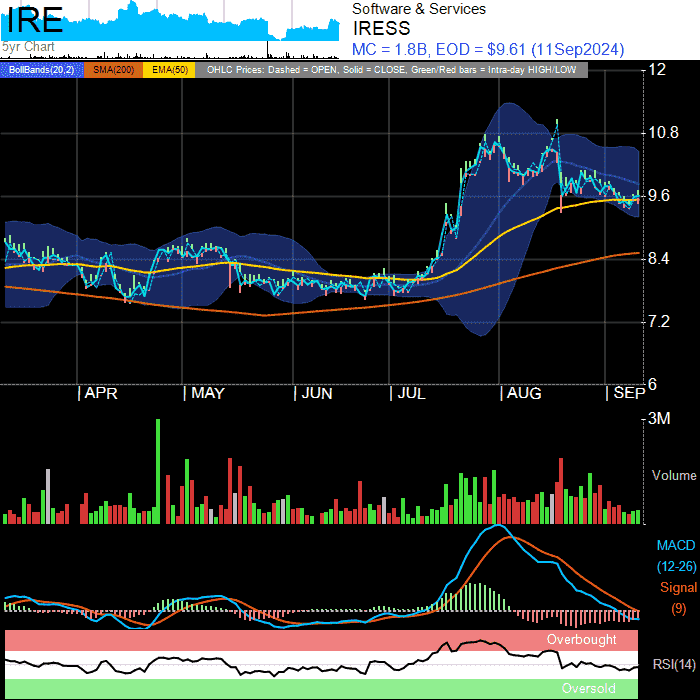 IRE
5yr Chart
Software & Services
IRESS
MC = 1.8B, EOD = $9.61 (11Sep2024)
BollBands(20,2) SMA(200) EMA(50) OHLC Prices: Dashed = OPEN, Solid = CLOSE, Green/Red bars = Intra-day HIGH/LOW
12
10.8
9.6
8.4
7.2
6
| APR | MAY | JUN | JUL | AUG | SEP
3M
Volume
MACD
(12-26)
Signal
(9)
Overbought
RSI(14)
Oversold